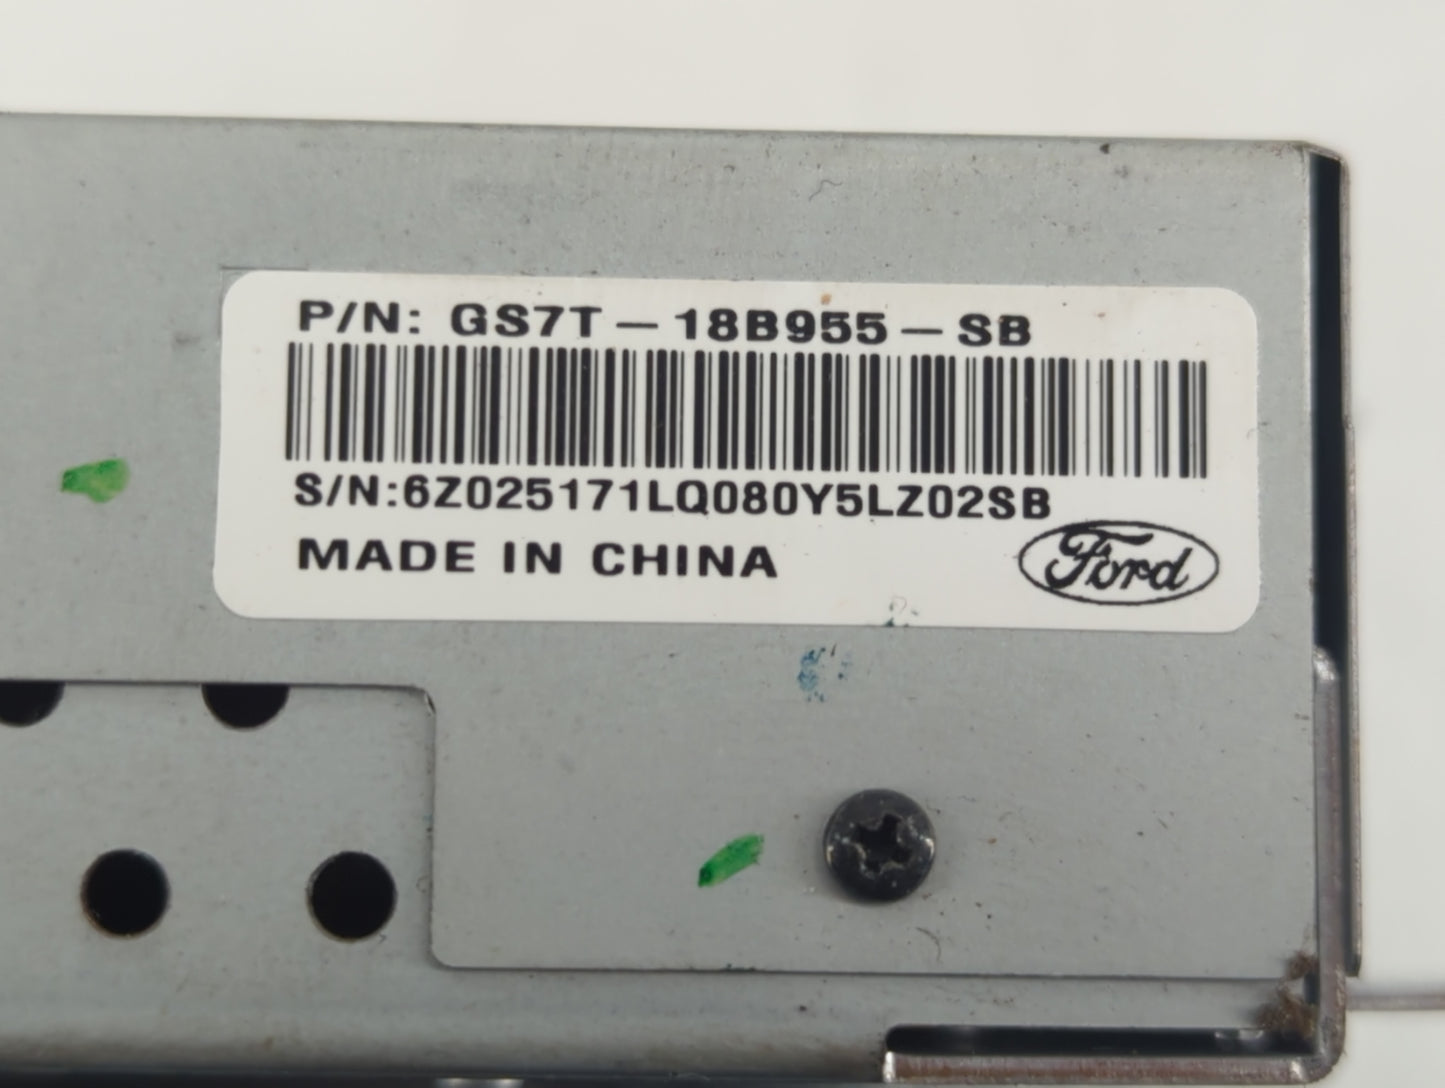 P/N: GS7T-18B955-SB
S/N:6Z025171LQ080Y5LZ02SB
MADE IN CHINA
Ford